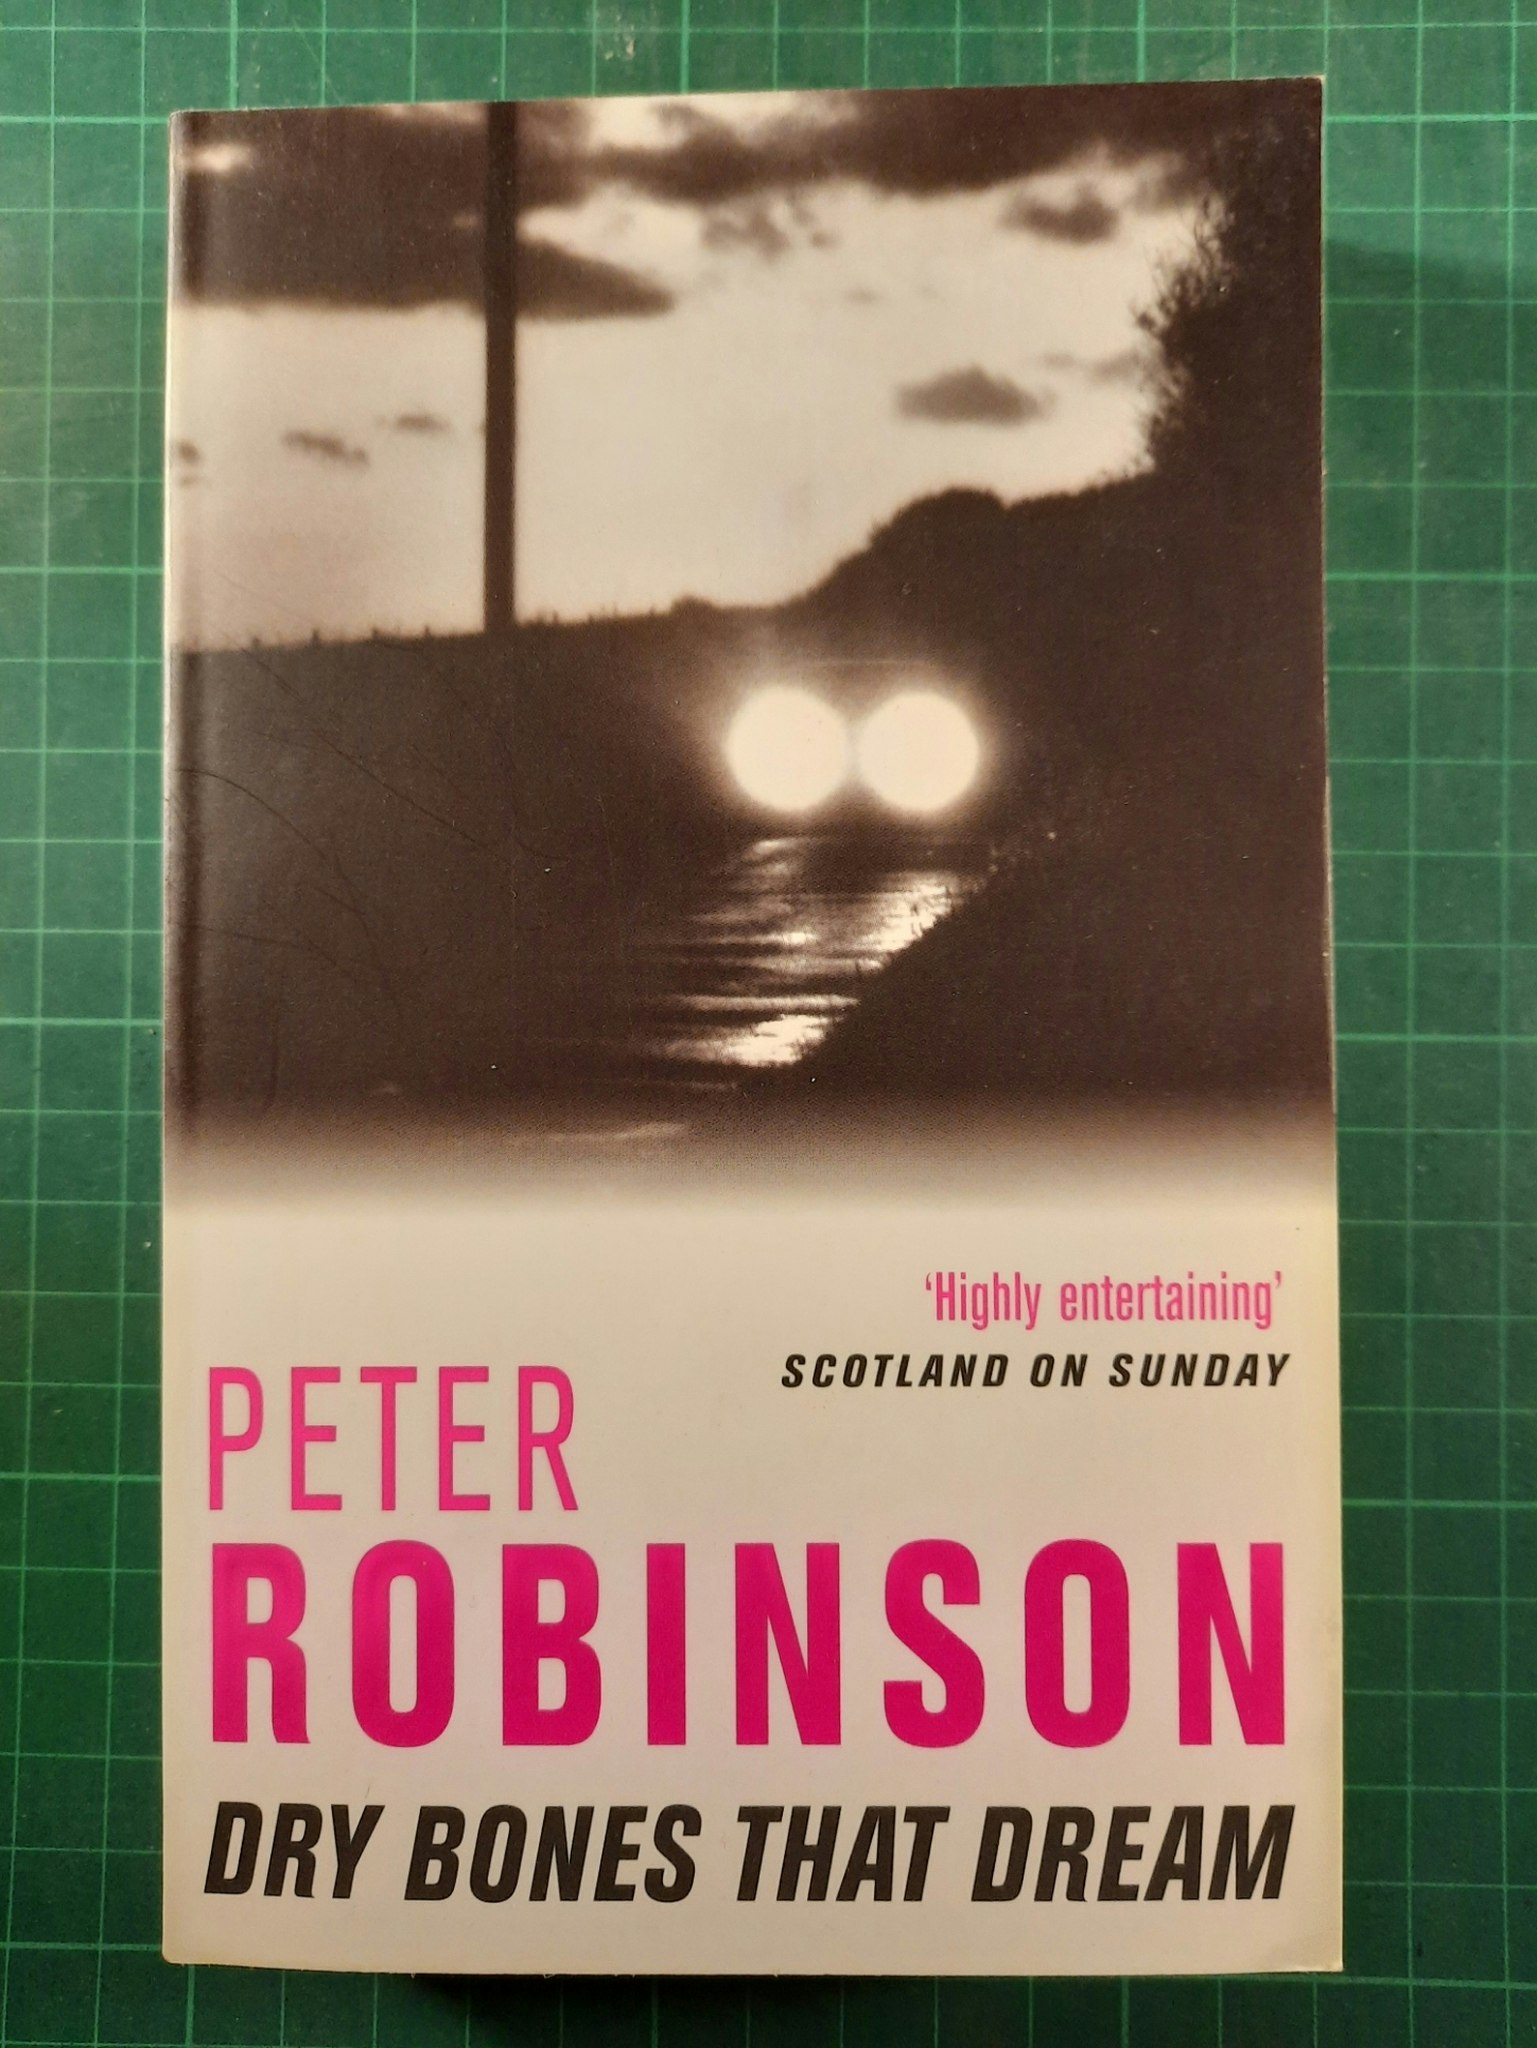 ‘Highly entertaining’
SCOTLAND ON SUNDAY
PETER
ROBINSON
DRY BONES THAT DREAM